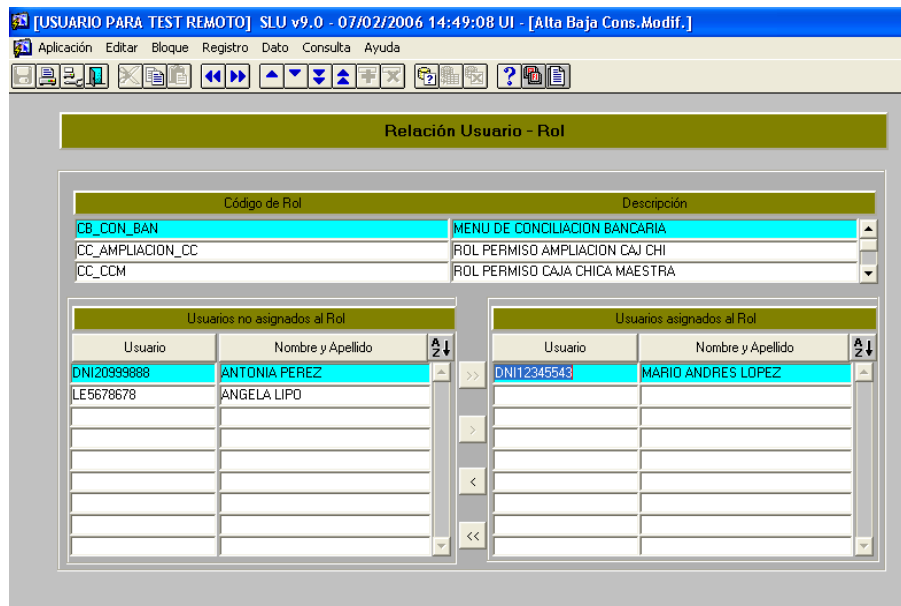 [USUARIO PARA TEST REMOTO] SLU v9.0 - 07/02/2006 14:49:08 UI - [Alta Baja Cons.Modif.]
Aplicación Editar Bloque Registro Dato Consulta Ayuda
Relación Usuario - Rol
Código de Rol Descripción
CB_CON_BAN MENU DE CONCILIACION BANCARIA
CC_AMPLIACION_CC ROL PERMISO AMPLIACION CAJ CHI
CC_CCM ROL PERMISO CAJA CHICA MAESTRA
Usuarios no asignados al Rol Usuarios asignados al Rol
Usuario Nombre y Apellido A Z Usuario Nombre y Apellido A Z
DNI20999888 ANTONIA PEREZ >> DNI12345543 MARIO ANDRES LOPEZ
LE5678678 ANGELA LIPO
>
<
<<